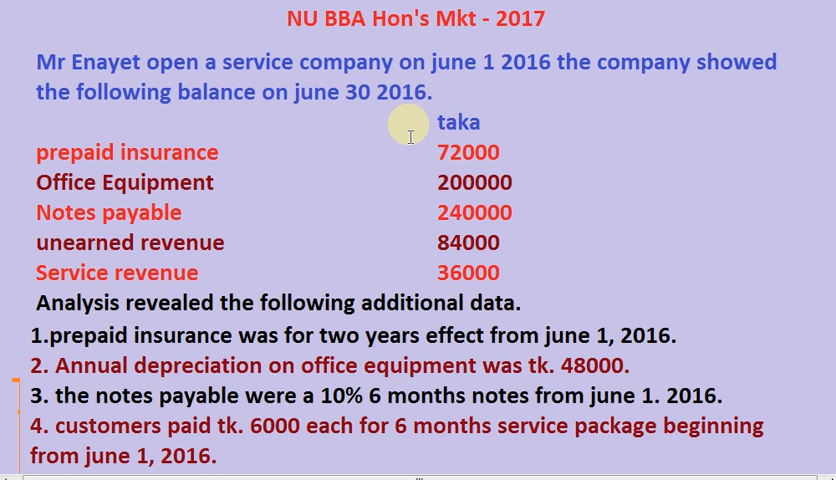 NU BBA Hon's Mkt - 2017
Mr Enayet open a service company on june 1 2016 the company showed
the following balance on june 30 2016.
taka
prepaid insurance 72000
Office Equipment 200000
Notes payable 240000
unearned revenue 84000
Service revenue 36000
Analysis revealed the following additional data.
1.prepaid insurance was for two years effect from june 1, 2016.
2. Annual depreciation on office equipment was tk. 48000.
3. the notes payable were a 10% 6 months notes from june 1. 2016.
4. customers paid tk. 6000 each for 6 months service package beginning
from june 1, 2016.